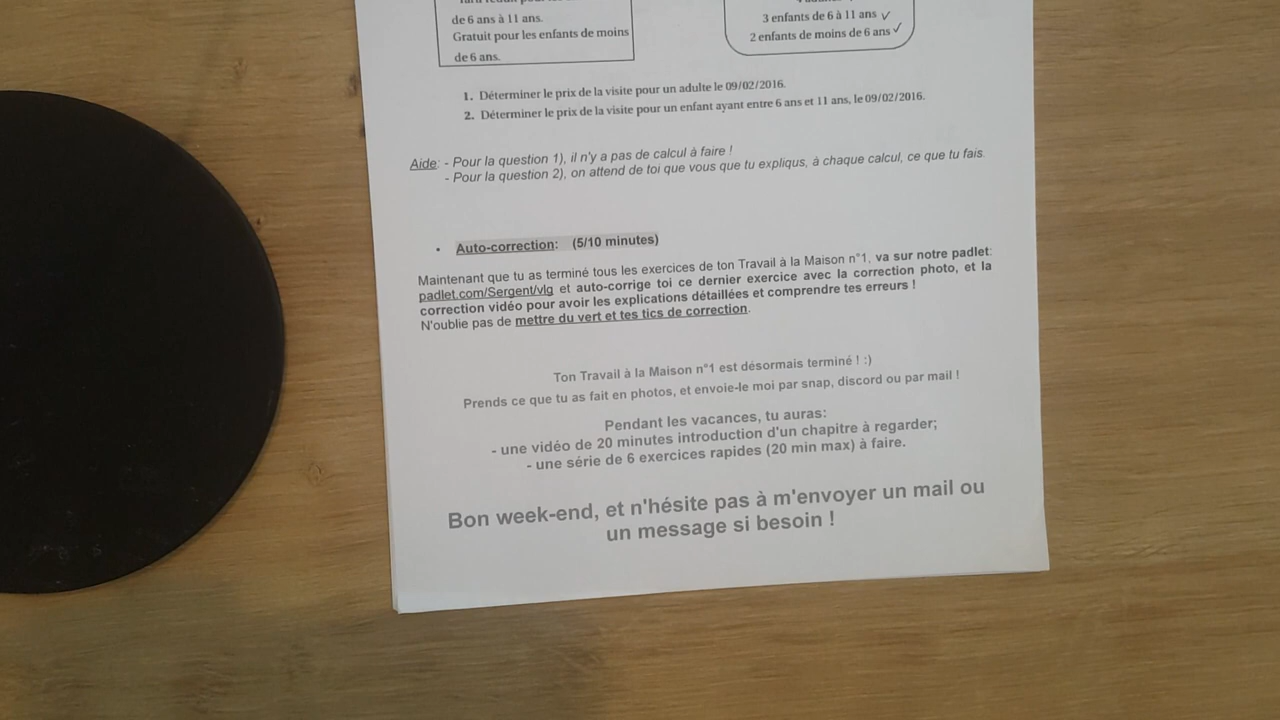 de 6 ans à 11 ans.
Gratuit pour les enfants de moins
de 6 ans.
3 enfants de 6 à 11 ans
2 enfants de moins de 6 ans
1. Déterminer le prix de la visite pour un adulte le 09/02/2016.
2. Déterminer le prix de la visite pour un enfant ayant entre 6 ans et 11 ans, le 09/02/2016.
Aide: - Pour la question 1), il n'y a pas de calcul à faire !
- Pour la question 2), on attend de toi que vous que tu expliqus, à chaque calcul, ce que tu fais.
• Auto-correction: (5/10 minutes)
Maintenant que tu as terminé tous les exercices de ton Travail à la Maison n°1, va sur notre padlet:
padlet.com/Sergent/vlg et auto-corrige toi ce dernier exercice avec la correction photo, et la
correction vidéo pour avoir les explications détaillées et comprendre tes erreurs !
N'oublie pas de mettre du vert et tes tics de correction.
Ton Travail à la Maison n°1 est désormais terminé ! :)
Prends ce que tu as fait en photos, et envoie-le moi par snap, discord ou par mail !
Pendant les vacances, tu auras:
- une vidéo de 20 minutes introduction d'un chapitre à regarder;
- une série de 6 exercices rapides (20 min max) à faire.
Bon week-end, et n'hésite pas à m'envoyer un mail ou
un message si besoin !